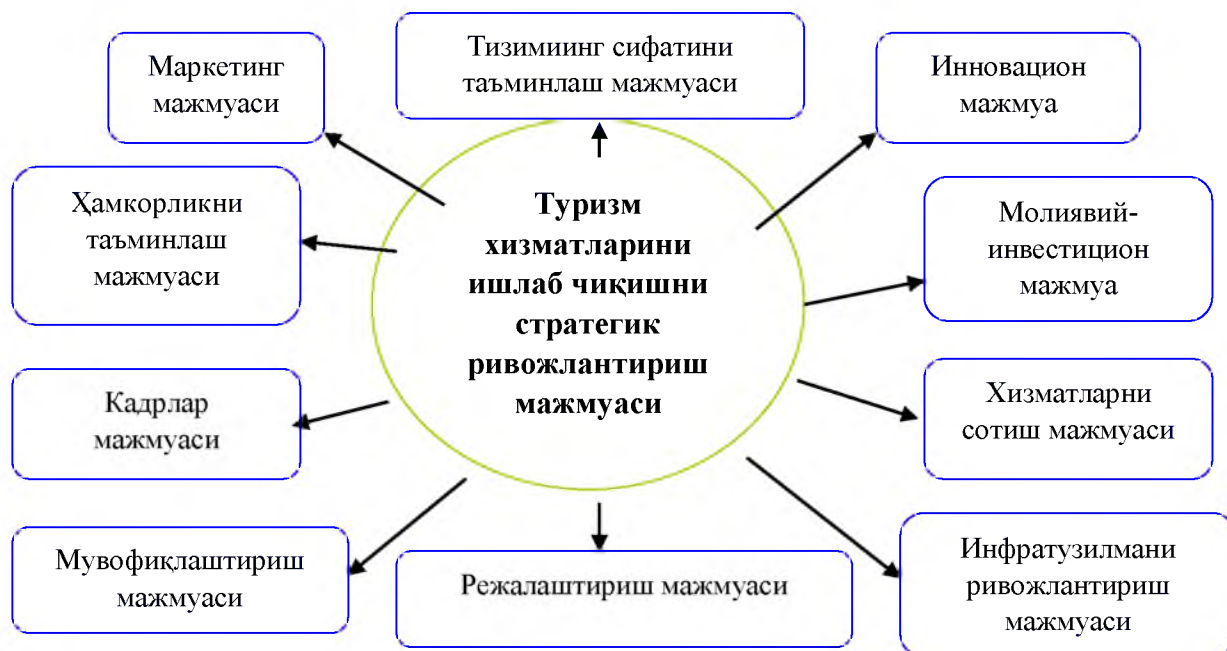 Маркетинг
мажмуаси
Тизимиинг сифатини
таъминлаш мажмуаси
Инновацион
мажмуа
Ҳамкорликни
таъминлаш
мажмуаси
Туризм
хизматларини
ишлаб чиқишни
стратегик
ривожлантириш
мажмуаси
Молиявий-
инвестицион
мажмуа
Кадрлар
мажмуаси
Хизматларни
сотиш мажмуаси
Мувофиқлаштириш
мажмуаси
Режалаштириш мажмуаси
Инфратузилмани
ривожлантириш
мажмуаси